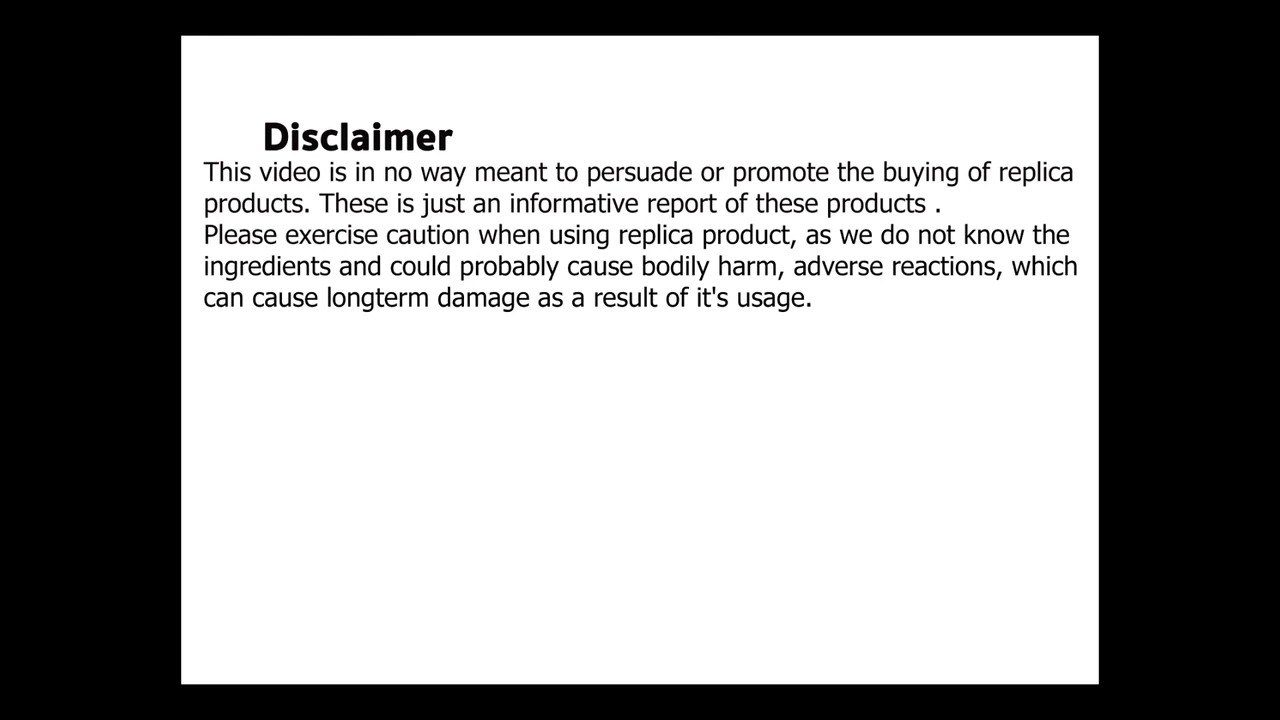 Disclaimer
This video is in no way meant to persuade or promote the buying of replica
products. These is just an informative report of these products .
Please exercise caution when using replica product, as we do not know the
ingredients and could probably cause bodily harm, adverse reactions, which
can cause longterm damage as a result of it's usage.